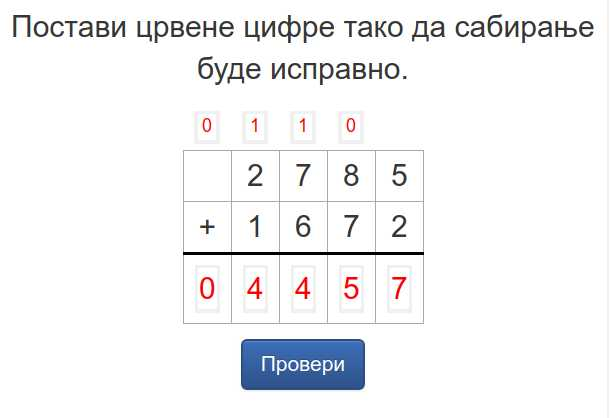 Постави црвене цифре тако да сабирање
буде исправно.
0 1 1 0
2 7 8 5
+ 1 6 7 2
0 4 4 5 7
Провери